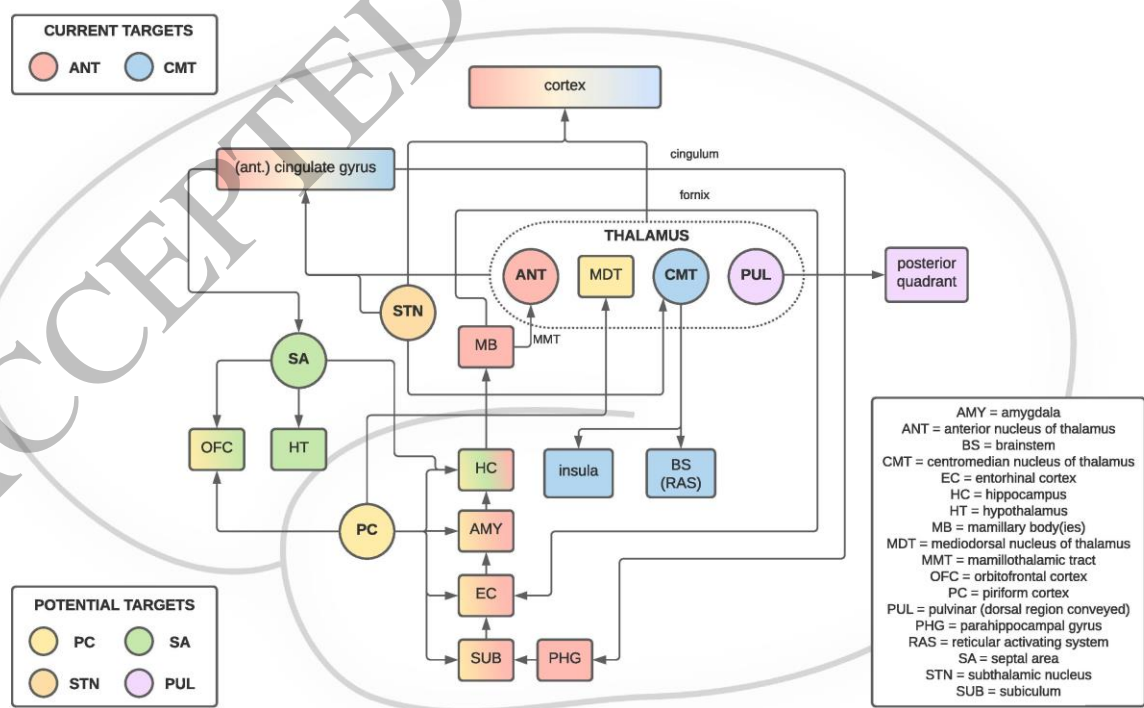 CURRENT TARGETS
ANT CMT
ACCEPTED
cortex
(ant.) cingulate gyrus
cingulum
fornix
THALAMUS
ANT MDT CMT PUL
posterior
quadrant
STN
MB
MMT
SA
OFC
HT
HC
insula
BS
(RAS)
PC
AMY
EC
SUB
PHG
POTENTIAL TARGETS
PC SA
STN PUL
AMY = amygdala
ANT = anterior nucleus of thalamus
BS = brainstem
CMT = centromedian nucleus of thalamus
EC = entorhinal cortex
HC = hippocampus
HT = hypothalamus
MB = mamillary body(ies)
MDT = mediodorsal nucleus of thalamus
MMT = mamillothalamic tract
OFC = orbitofrontal cortex
PC = piriform cortex
PUL = pulvinar (dorsal region conveyed)
PHG = parahippocampal gyrus
RAS = reticular activating system
SA = septal area
STN = subthalamic nucleus
SUB = subiculum